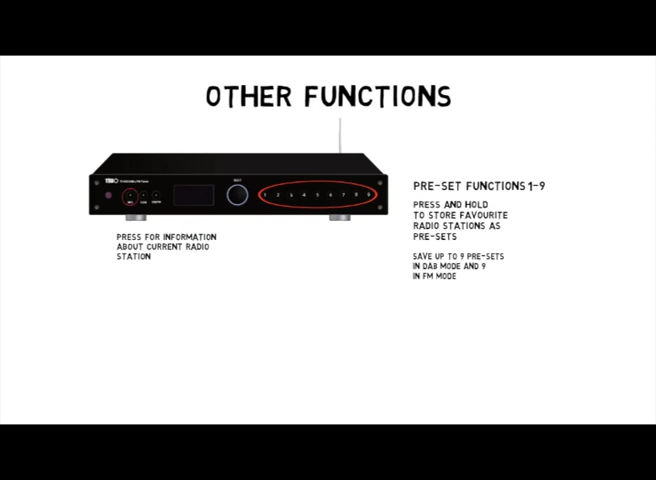 OTHER FUNCTIONS
SELECT
1 2 3 4 5 6 7 8 9
PRE-SET FUNCTIONS 1-9
PRESS AND HOLD
TO STORE FAVOURITE
RADIO STATIONS AS
PRE-SETS
SAVE UP TO 9 PRE-SETS
IN DAB MODE AND 9
IN FM MODE
PRESS FOR INFORMATION
ABOUT CURRENT RADIO
STATION